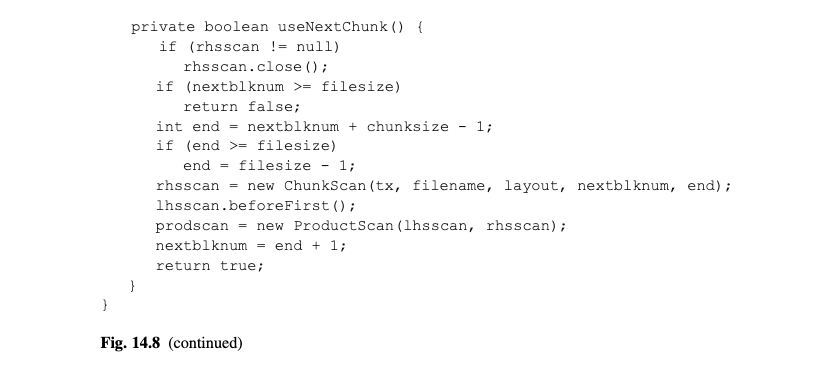 private boolean useNextChunk() {
if (rhsscan != null)
rhsscan.close();
if (nextblknum >= filesize)
return false;
int end = nextblknum + chunksize - 1;
if (end >= filesize)
end = filesize - 1;
rhsscan = new ChunkScan(tx, filename, layout, nextblknum, end);
lhsscan.beforeFirst();
prodscan = new ProductScan(lhsscan, rhsscan);
nextblknum = end + 1;
return true;
}
}
Fig. 14.8 (continued)